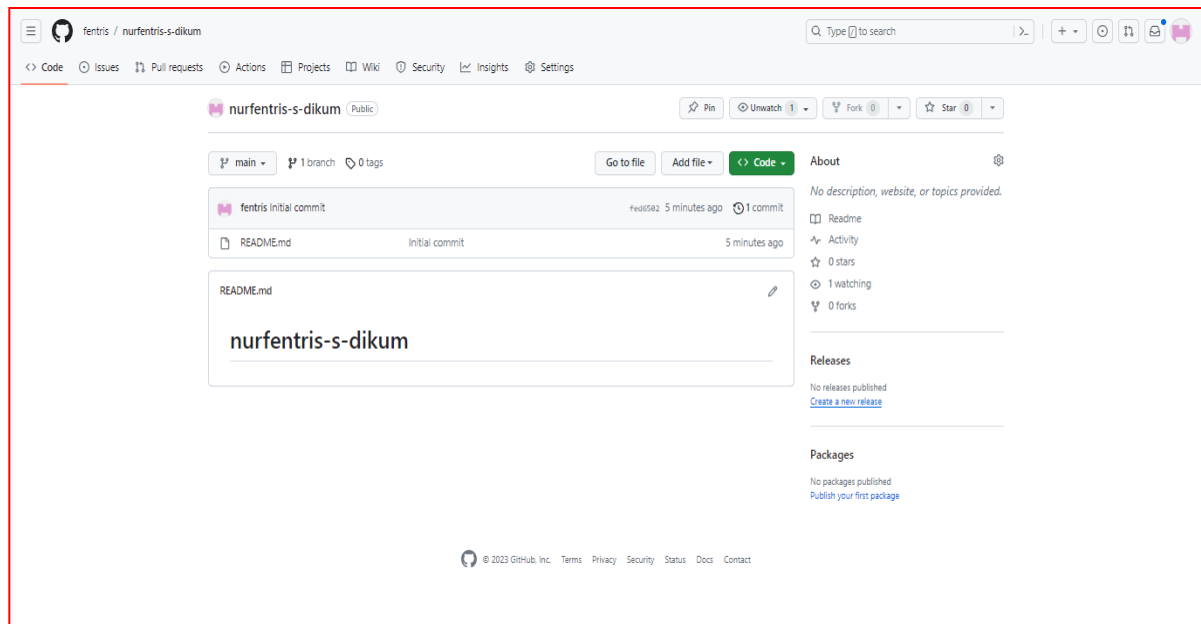 fentris / nurfentris-s-dikum
Type / to search
Code Issues Pull requests Actions Projects Wiki Security Insights Settings
nurfentris-s-dikum Public
Pin Unwatch 1 Fork 0 Star 0
main 1 branch 0 tags
Go to file Add file Code
fentris Initial commit fed6502 5 minutes ago 1 commit
README.md Initial commit 5 minutes ago
README.md
nurfentris-s-dikum
About
No description, website, or topics provided.
Readme
Activity
0 stars
1 watching
0 forks
Releases
No releases published
Create a new release
Packages
No packages published
Publish your first package
© 2023 GitHub, Inc. Terms Privacy Security Status Docs Contact